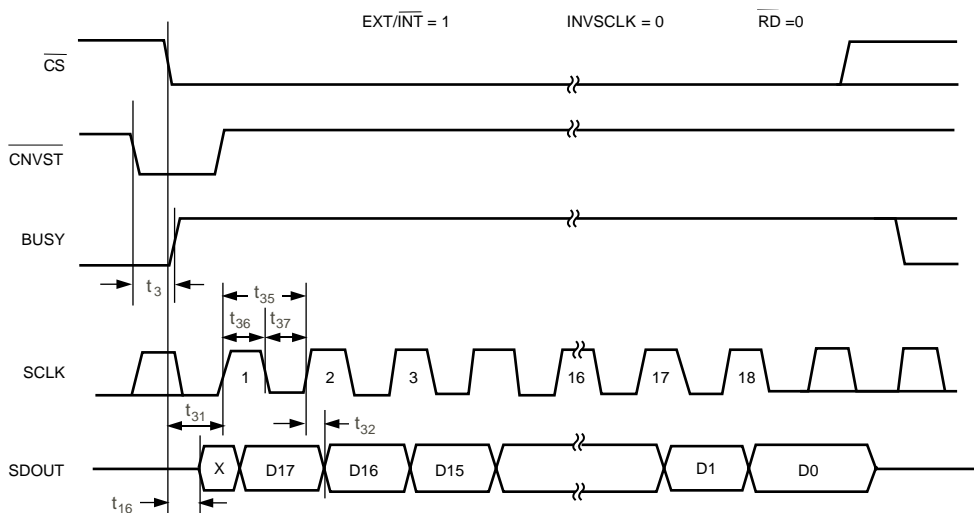 EXT/INT = 1 INVSCLK = 0 RD =0
CS
CNVST
BUSY
t3
t35
t36 t37
SCLK 1 2 3 16 17 18
t31
t32
SDOUT X D17 D16 D15 D1 D0
t16